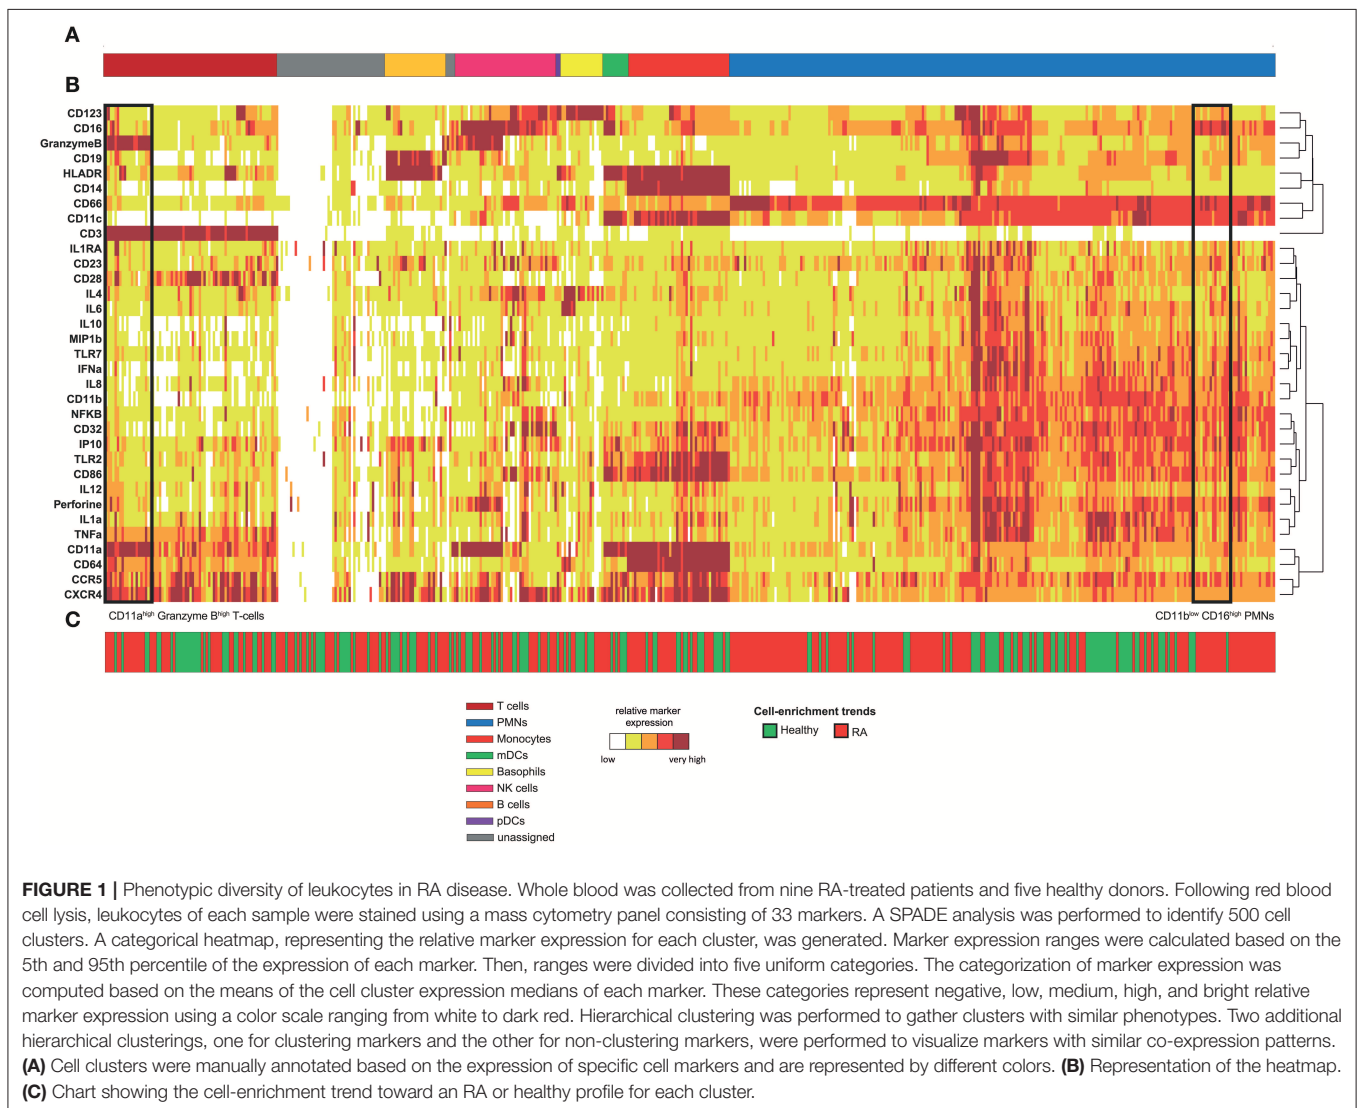 A
B
CD123
CD16
GranzymeB
CD19
HLADR
CD14
CD66
CD11c
CD3
IL1RA
CD23
CD28
IL4
IL6
IL10
MIP1b
TLR7
IFNa
IL8
CD11b
NFKB
CD32
IP10
TLR2
CD86
IL12
Perforine
IL1a
TNFa
CD11a
CD64
CCR5
CXCR4
CD11a^high Granzyme B^high T-cells
CD11b^low CD16^high PMNs
C
T cells
PMNs
Monocytes
mDCs
Basophils
NK cells
B cells
pDCs
unassigned
relative marker
expression
low very high
Cell-enrichment trends
Healthy RA
FIGURE 1 | Phenotypic diversity of leukocytes in RA disease. Whole blood was collected from nine RA-treated patients and five healthy donors. Following red blood
cell lysis, leukocytes of each sample were stained using a mass cytometry panel consisting of 33 markers. A SPADE analysis was performed to identify 500 cell
clusters. A categorical heatmap, representing the relative marker expression for each cluster, was generated. Marker expression ranges were calculated based on the
5th and 95th percentile of the expression of each marker. Then, ranges were divided into five uniform categories. The categorization of marker expression was
computed based on the means of the cell cluster expression medians of each marker. These categories represent negative, low, medium, high, and bright relative
marker expression using a color scale ranging from white to dark red. Hierarchical clustering was performed to gather clusters with similar phenotypes. Two additional
hierarchical clusterings, one for clustering markers and the other for non-clustering markers, were performed to visualize markers with similar co-expression patterns.
(A) Cell clusters were manually annotated based on the expression of specific cell markers and are represented by different colors. (B) Representation of the heatmap.
(C) Chart showing the cell-enrichment trend toward an RA or healthy profile for each cluster.